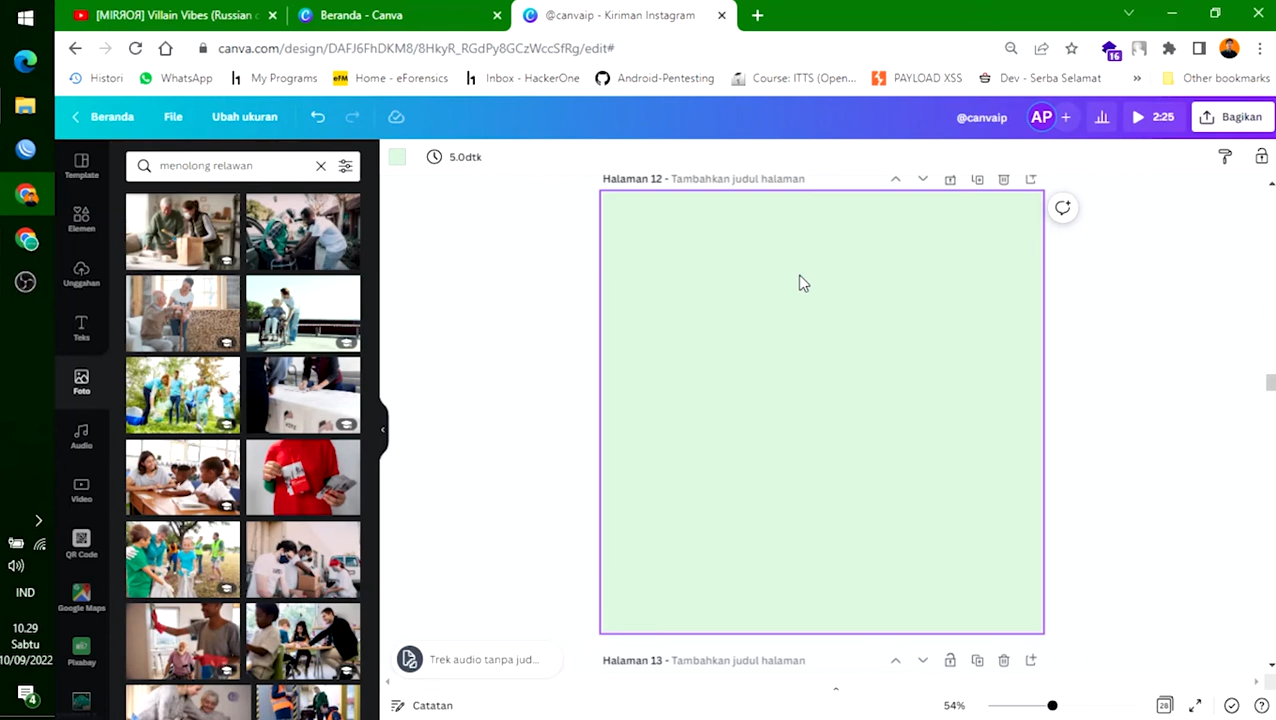 [MIRЯOЯ] Villain Vibes (Russian c
Beranda - Canva
@canvaip - Kiriman Instagram
canva.com/design/DAFJ6FhDKM8/8HkyR_RGdPy8GCzWccSfRg/edit#
16
Histori
WhatsApp
My Programs
Home - eForensics
Inbox - HackerOne
Android-Pentesting
Course: ITTS (Open...
PAYLOAD XSS
Dev - Serba Selamat
Other bookmarks
Beranda
File
Ubah ukuran
@canvaip
AP
2:25
Bagikan
Template
Elemen
Unggahan
Teks
Foto
Audio
Video
QR Code
Google Maps
Pixabay
menolong relawan
5.0dtk
Halaman 12 - Tambahkan judul halaman
Halaman 13 - Tambahkan judul halaman
Trek audio tanpa jud...
Catatan
54%
28
IND
10.29
Sabtu
10/09/2022
4